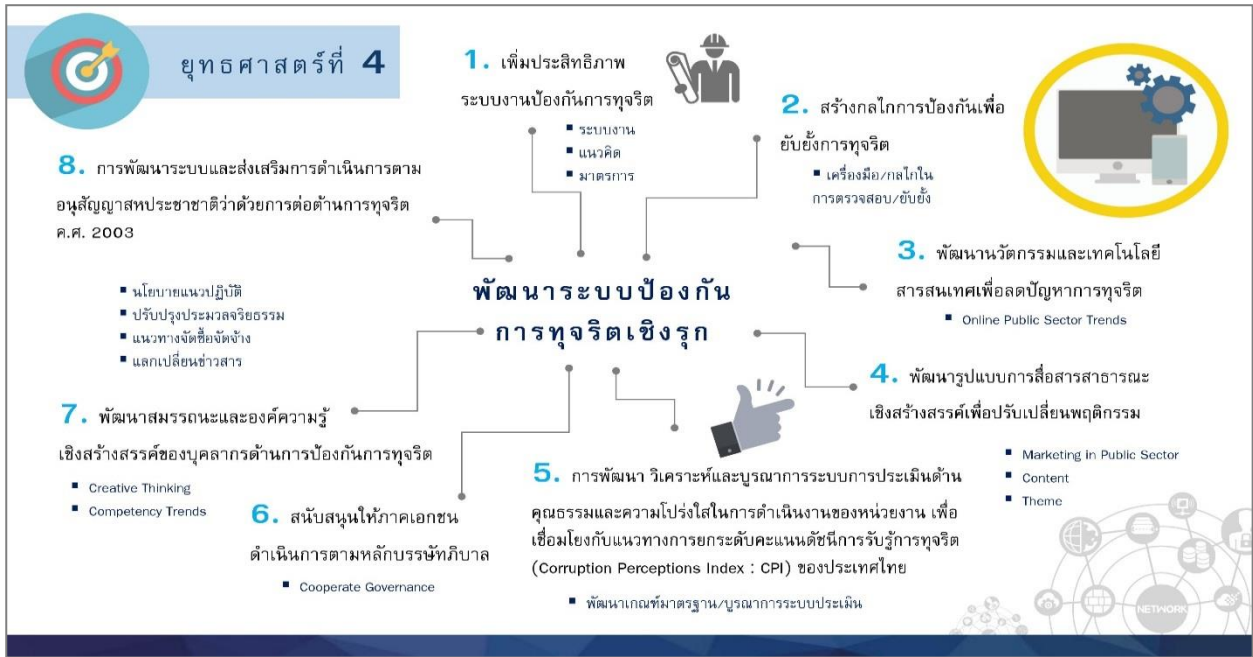 ยุทธศาสตร์ที่ 4
1. เพิ่มประสิทธิภาพ
ระบบงานป้องกันการทุจริต
▪ ระบบงาน
▪ แนวคิด
▪ มาตรการ
2. สร้างกลไกการป้องกันเพื่อ
ยับยั้งการทุจริต
▪ เครื่องมือ/กลไกใน
การตรวจสอบ/ยับยั้ง
3. พัฒนานวัตกรรมและเทคโนโลยี
สารสนเทศเพื่อลดปัญหาการทุจริต
▪ Online Public Sector Trends
4. พัฒนารูปแบบการสื่อสารสาธารณะ
เชิงสร้างสรรค์เพื่อปรับเปลี่ยนพฤติกรรม
▪ Marketing in Public Sector
▪ Content
▪ Theme
พัฒนาระบบป้องกัน
การทุจริตเชิงรุก
5. การพัฒนา วิเคราะห์และบูรณาการระบบการประเมินด้าน
คุณธรรมและความโปร่งใสในการดำเนินงานของหน่วยงาน เพื่อ
เชื่อมโยงกับแนวทางการยกระดับคะแนนดัชนีการรับรู้การทุจริต
(Corruption Perceptions Index : CPI) ของประเทศไทย
▪ พัฒนาเกณฑ์มาตรฐาน/บูรณาการระบบประเมิน
6. สนับสนุนให้ภาคเอกชน
ดำเนินการตามหลักบรรษัทภิบาล
▪ Cooperate Governance
7. พัฒนาสมรรถนะและองค์ความรู้
เชิงสร้างสรรค์ของบุคลากรด้านการป้องกันการทุจริต
▪ Creative Thinking
▪ Competency Trends
8. การพัฒนาระบบและส่งเสริมการดำเนินการตาม
อนุสัญญาสหประชาชาติว่าด้วยการต่อต้านการทุจริต
ค.ศ. 2003
▪ นโยบายแนวปฏิบัติ
▪ ปรับปรุงประมวลจริยธรรม
▪ แนวทางจัดซื้อจัดจ้าง
▪ แลกเปลี่ยนข่าวสาร
NETWORK